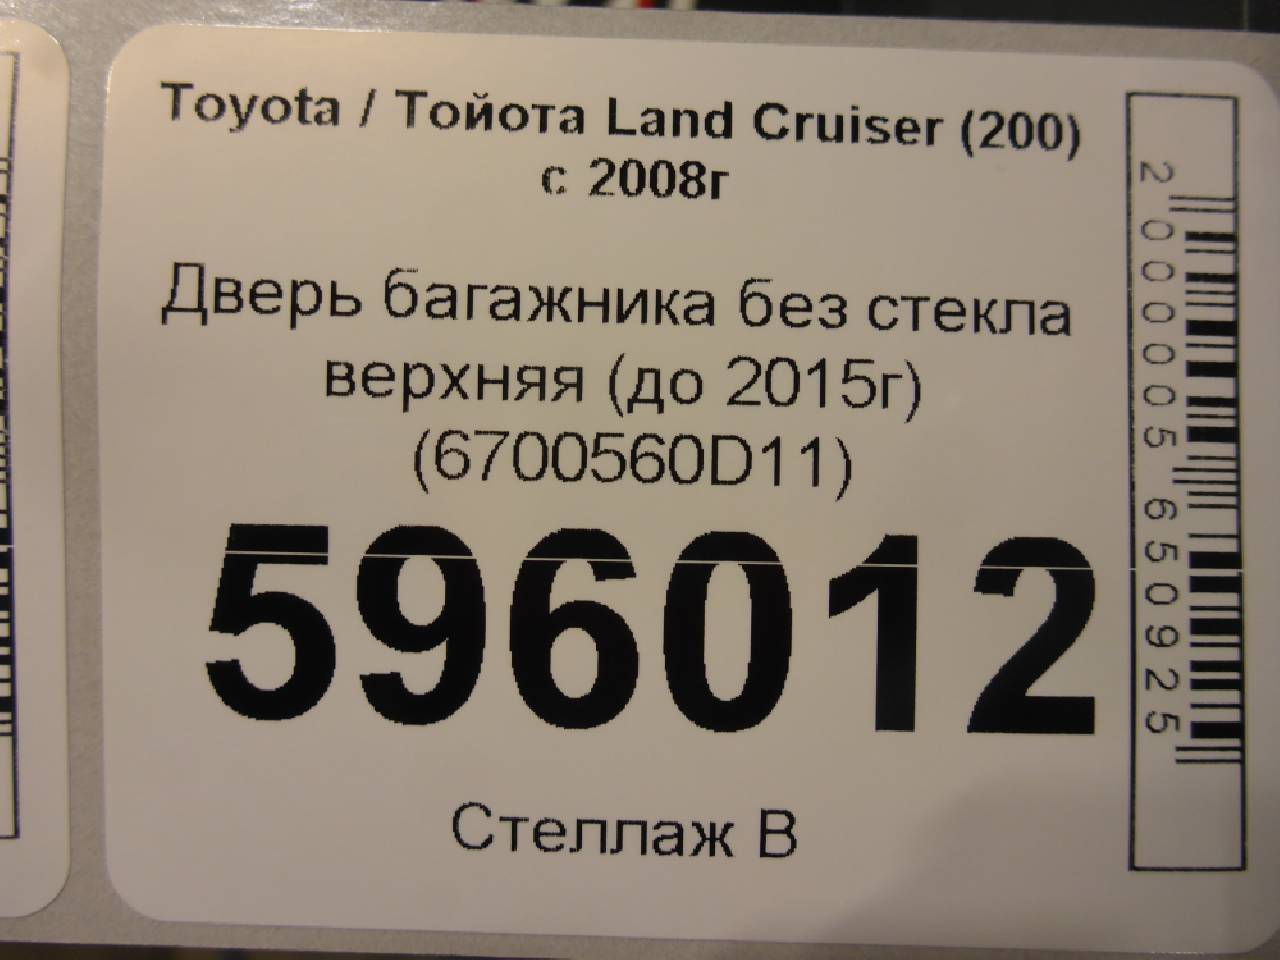 Toyota / Тойота Land Cruiser (200)
с 2008г
Дверь багажника без стекла
верхняя (до 2015г)
(6700560D11)
596012
Стеллаж В
2000005650925